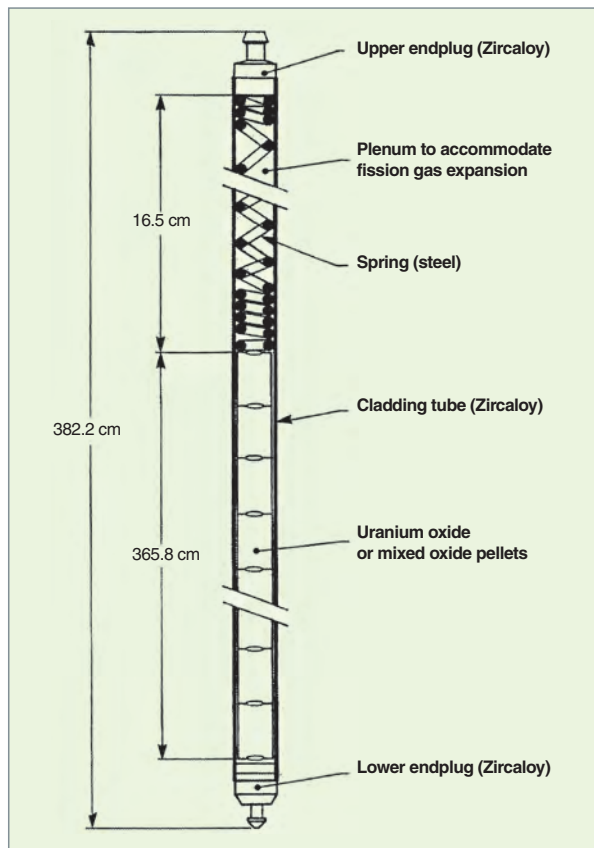 Upper endplug (Zircaloy)
Plenum to accommodate
fission gas expansion
16.5 cm
Spring (steel)
Cladding tube (Zircaloy)
382.2 cm
Uranium oxide
or mixed oxide pellets
365.8 cm
Lower endplug (Zircaloy)